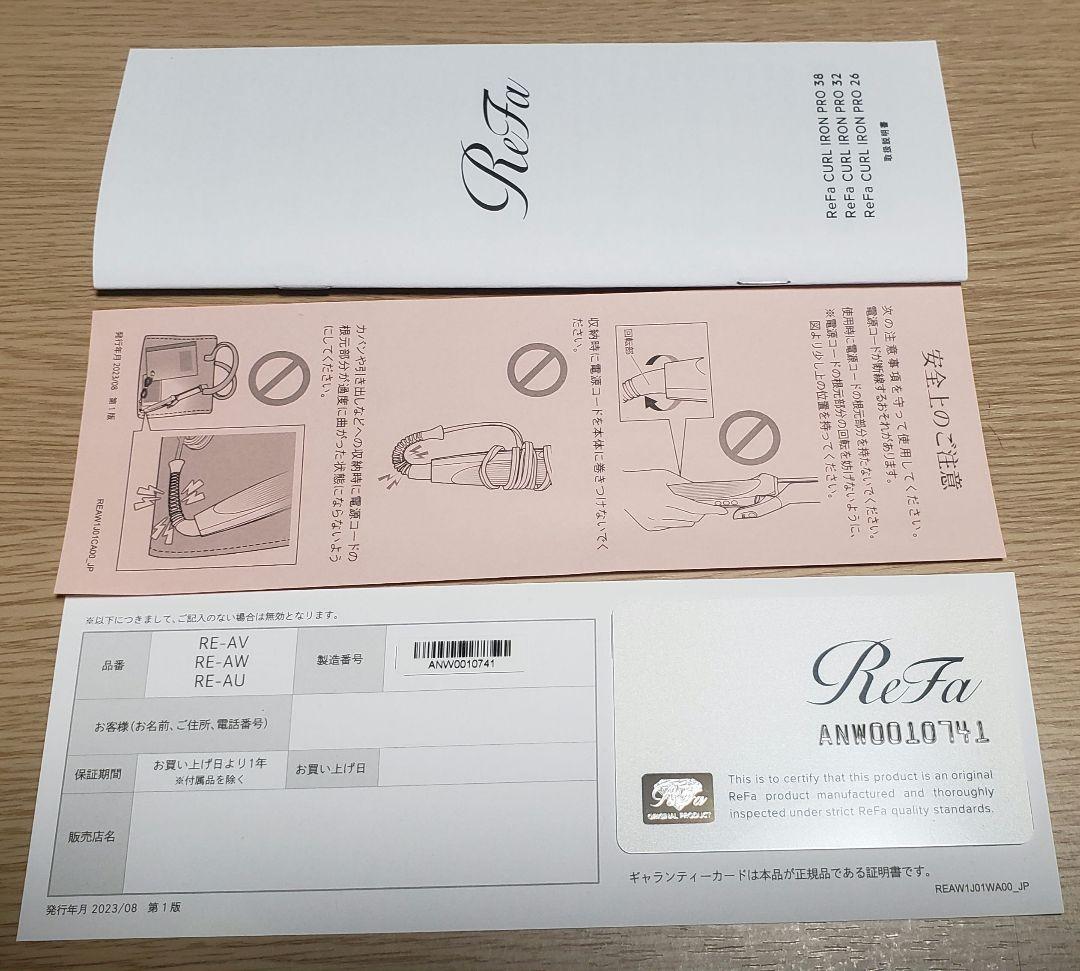 ReFa
ReFa CURL IRON PRO 38
ReFa CURL IRON PRO 32
ReFa CURL IRON PRO 26
取扱説明書
安全上のご注意
次の注意事項を守って使用してください。
電源コードが断線するおそれがあります。
使用時に電源コードの根元部分を持たないでください。
※電源コードの根元部分の回転を妨げないように、
図より少し上の位置を持ってください。
回転部
収納時に電源コードを本体に巻きつけないでく
ださい。
カバンや引き出しなどへの収納時に電源コードの
根元部分が過度に曲がった状態にならないよう
にしてください。
発行年月 2023/08 第1版
REAW1J01CA00_JP
※以下につきまして、ご記入のない場合は無効となります。
品番
RE-AV
RE-AW
RE-AU
製造番号
ANW0010741
お客様(お名前、ご住所、電話番号)
保証期間
お買い上げ日より1年
※付属品を除く
お買い上げ日
販売店名
発行年月 2023/08 第1版
ReFa
ANW0010741
ReFa
ORIGINAL PRODUCT
This is to certify that this product is an original
ReFa product manufactured and thoroughly
inspected under strict ReFa quality standards.
ギャランティーカードは本品が正規品である証明書です。
REAW1J01WA00_JP